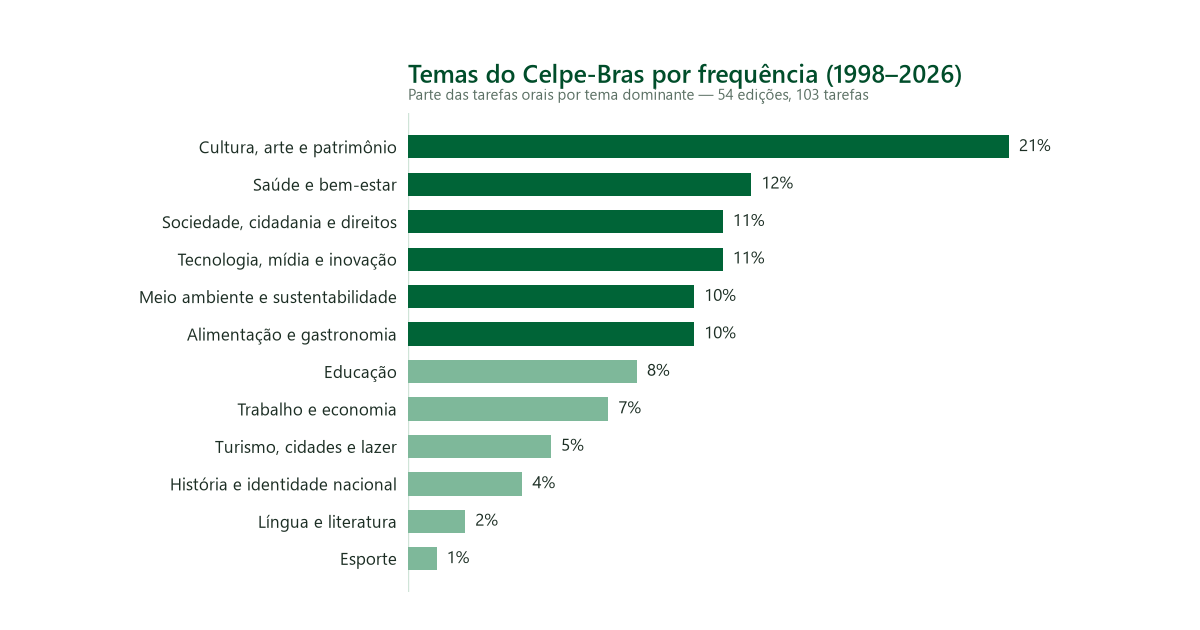 Temas do Celpe-Bras por frequência (1998–2026)
Parte das tarefas orais por tema dominante — 54 edições, 103 tarefas
Cultura, arte e patrimônio 21%
Saúde e bem-estar 12%
Sociedade, cidadania e direitos 11%
Tecnologia, mídia e inovação 11%
Meio ambiente e sustentabilidade 10%
Alimentação e gastronomia 10%
Educação 8%
Trabalho e economia 7%
Turismo, cidades e lazer 5%
História e identidade nacional 4%
Língua e literatura 2%
Esporte 1%